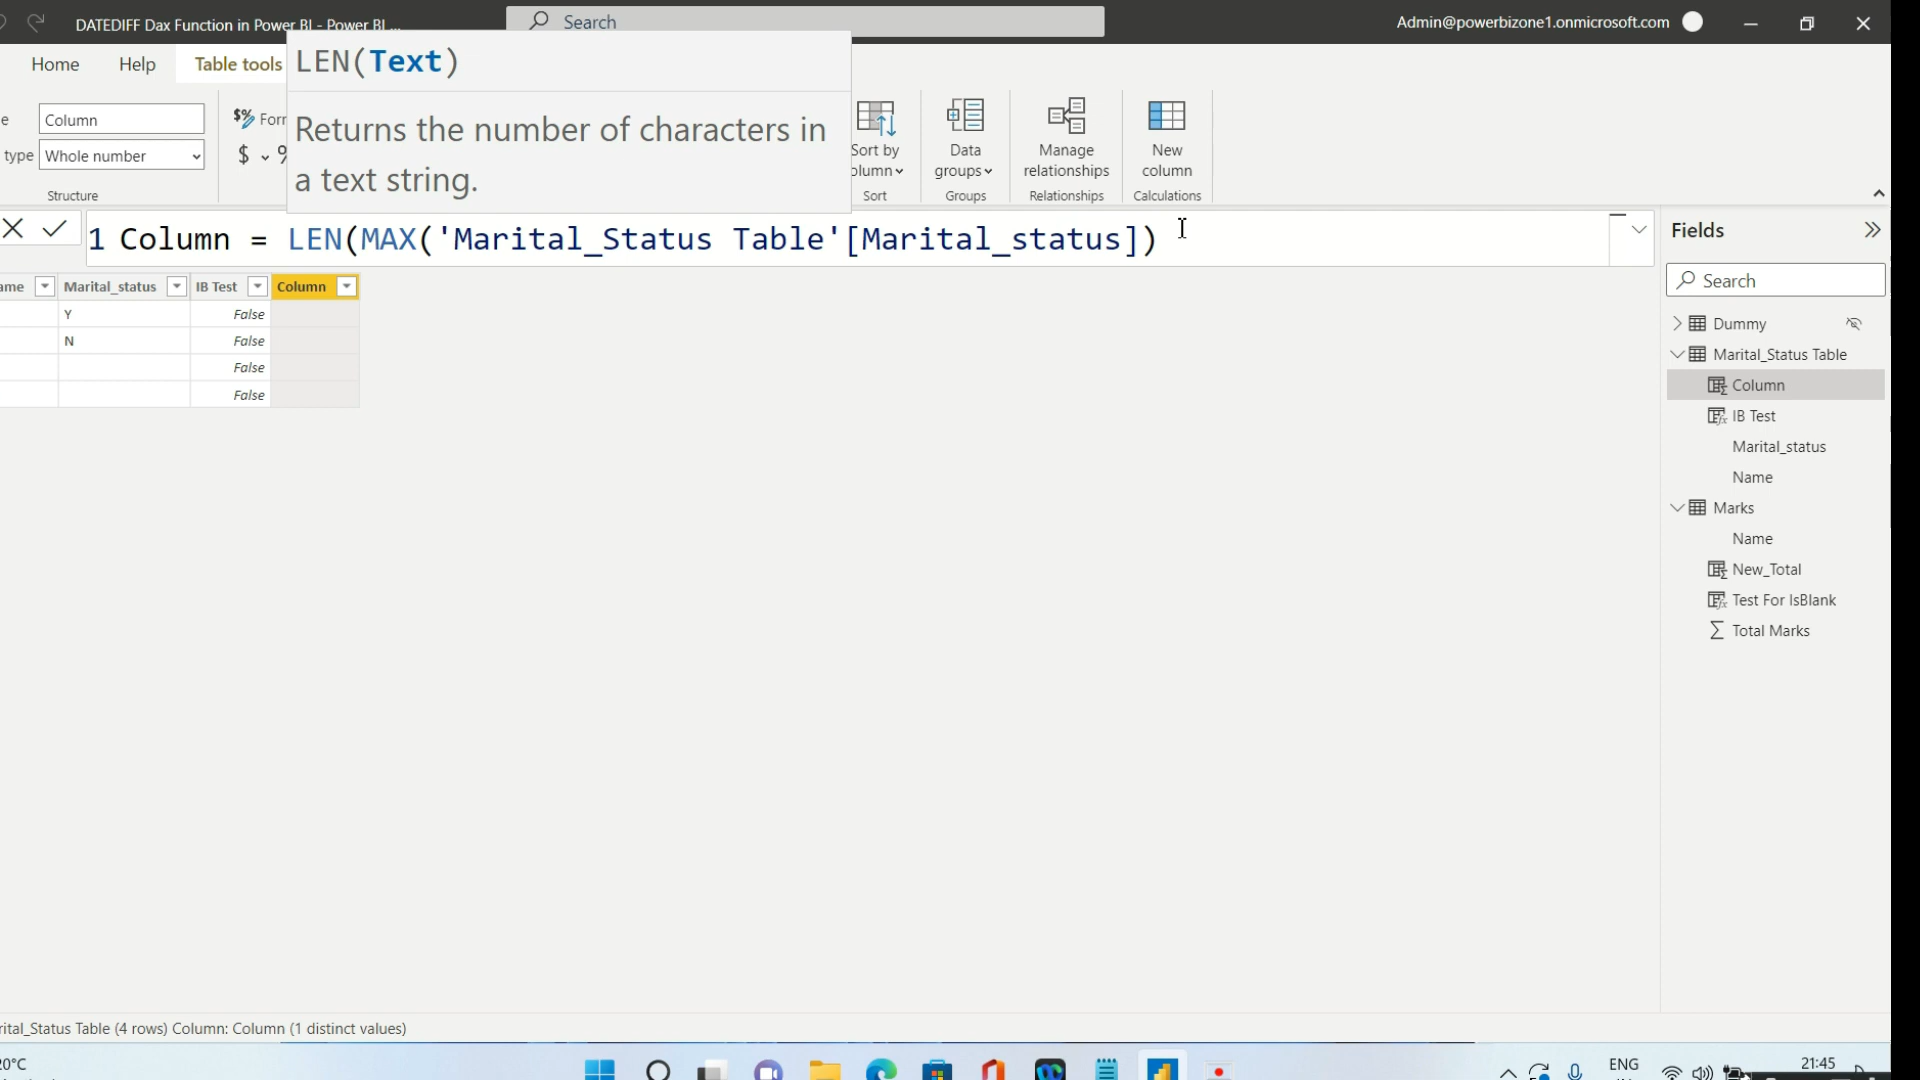 DATEDIFF Dax Function in Power BI - Power BI ...
Search
Admin@powerbizone1.onmicrosoft.com
Home
Help
Table tools
LEN(Text)
Returns the number of characters in
a text string.
e
Column
type
Whole number
Structure
$% Forr
$
%
Sort by
olumn
Sort
Data
groups
Groups
Manage
relationships
Relationships
New
column
Calculations
1 Column = LEN(MAX('Marital_Status Table'[Marital_status])
Fields
Search
ame
Marital_status
IB Test
Column
Y
False
N
False
False
False
Dummy
Marital_Status Table
Column
IB Test
Marital_status
Name
Marks
Name
New_Total
Test For IsBlank
Total Marks
rital_Status Table (4 rows) Column: Column (1 distinct values)
20°C
ENG
21:45